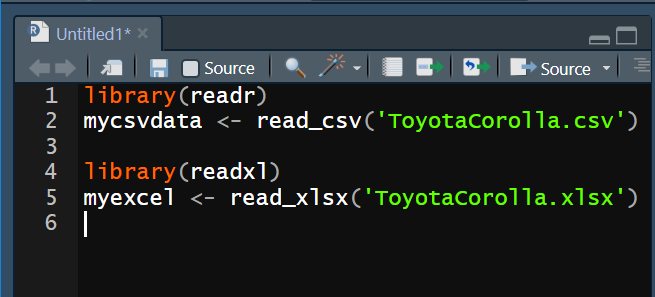 Untitled1*
Source
Source
1 library(readr)
2 mycsvdata <- read_csv('ToyotaCorolla.csv')
3
4 library(readxl)
5 myexcel <- read_xlsx('ToyotaCorolla.xlsx')
6